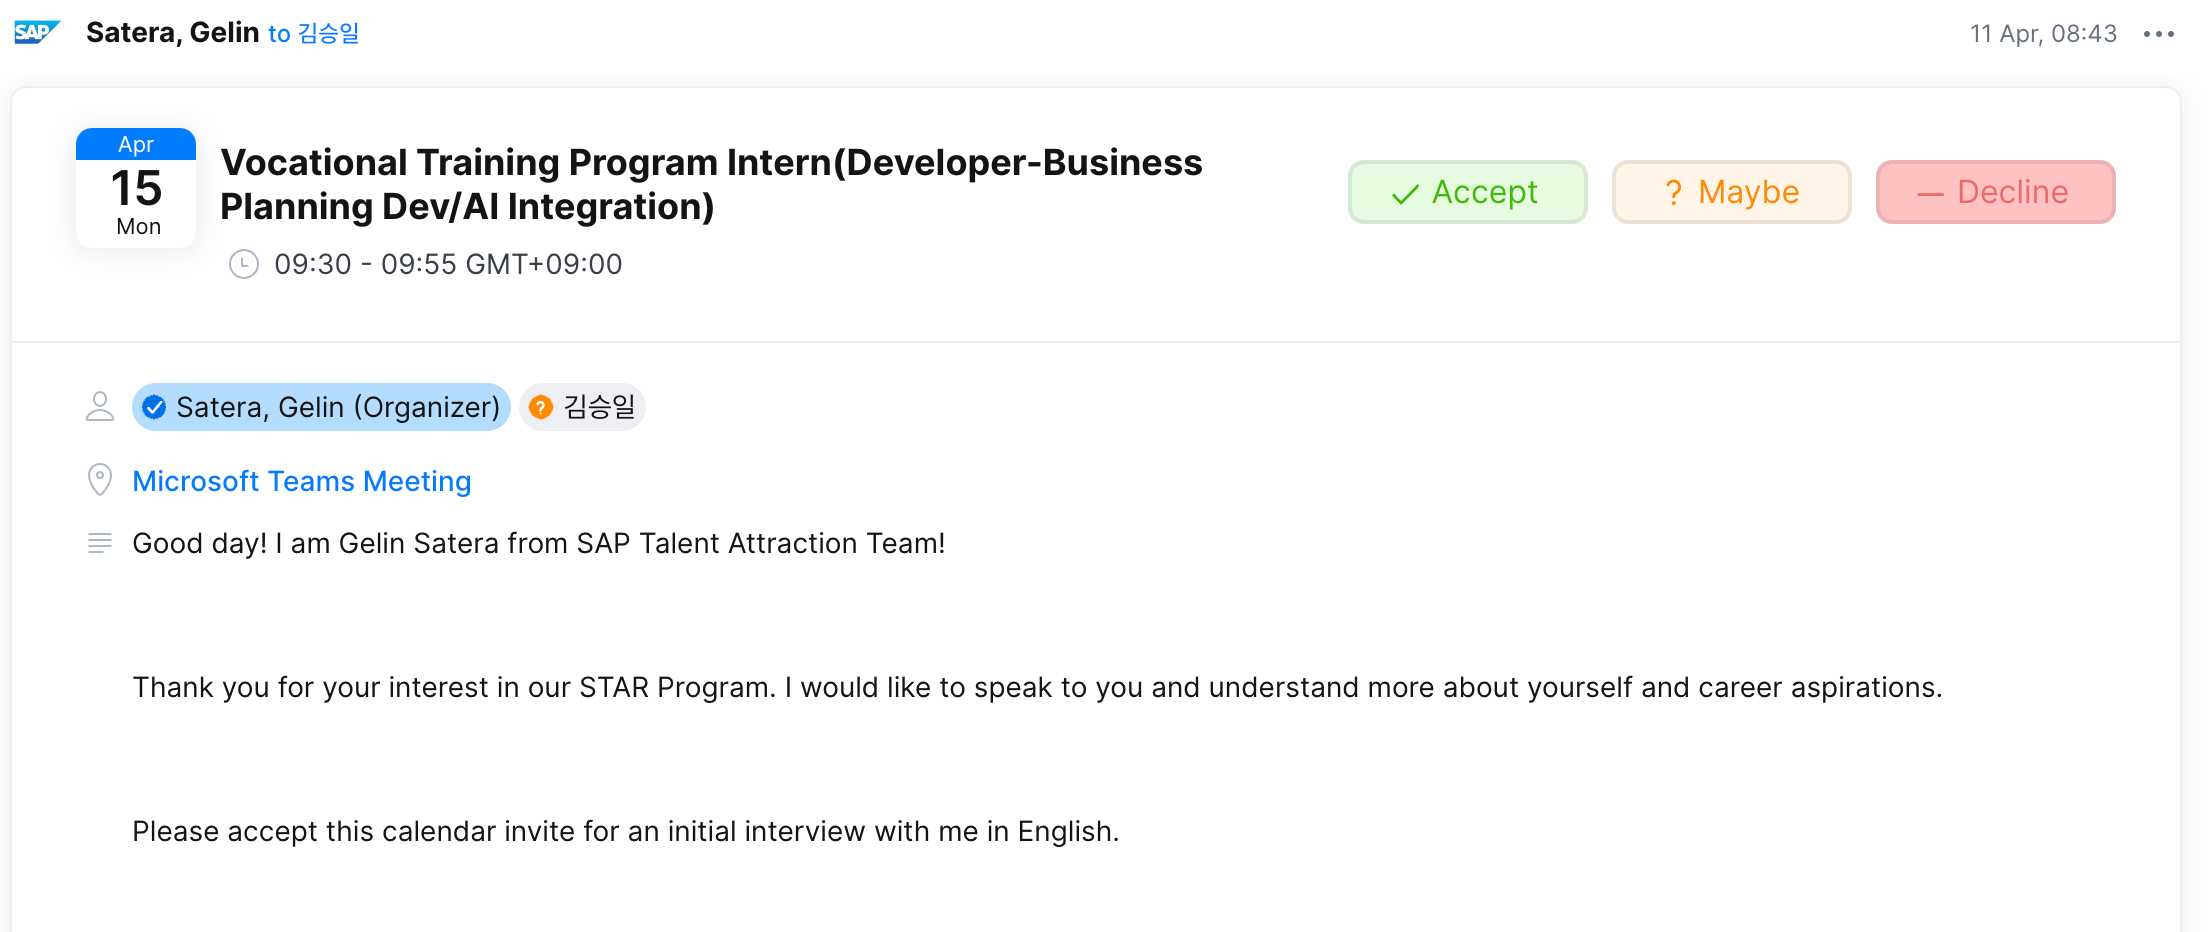 SAP
Satera, Gelin to 김승일
11 Apr, 08:43
Apr
15
Mon
Vocational Training Program Intern(Developer-Business
Planning Dev/AI Integration)
09:30 - 09:55 GMT+09:00
Accept
? Maybe
Decline
Satera, Gelin (Organizer)
? 김승일
Microsoft Teams Meeting
Good day! I am Gelin Satera from SAP Talent Attraction Team!
Thank you for your interest in our STAR Program. I would like to speak to you and understand more about yourself and career aspirations.
Please accept this calendar invite for an initial interview with me in English.